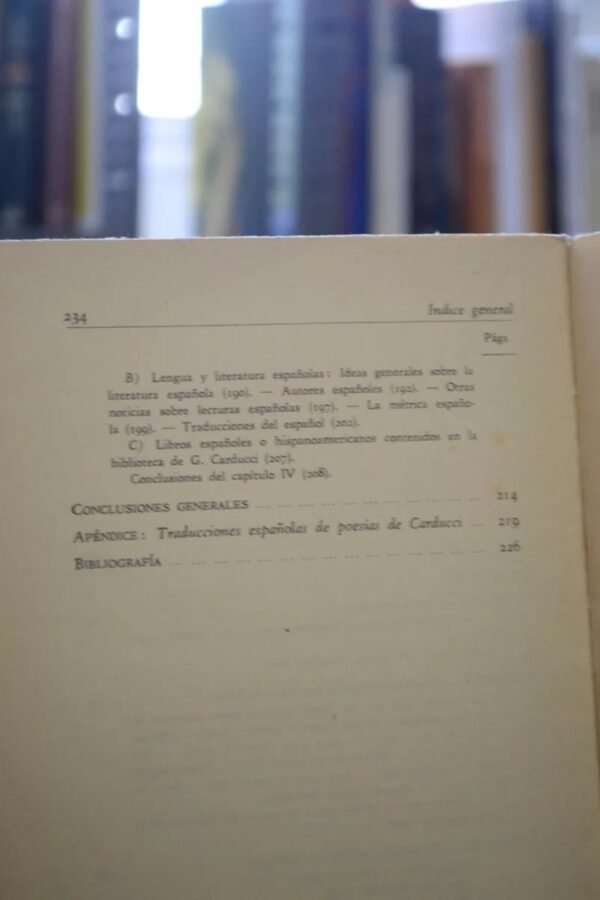 234 Indice general
Págs.
B) Lengua y literatura españolas: Ideas generales sobre la
literatura española (190). — Autores españoles (192). — Otras
noticias sobre lecturas españolas (197). — La métrica españo-
la (199). — Traducciones del español (202).
C) Libros españoles o hispanoamericanos contenidos en la
biblioteca de G. Carducci (207).
Conclusiones del capítulo IV (208).
CONCLUSIONES GENERALES ... ... ... ... ... ... ... ... ... ... 214
APÉNDICE: Traducciones españolas de poesías de Carducci ... 219
BIBLIOGRAFÍA ... ... ... ... ... ... ... ... ... ... ... ... ... ... 226